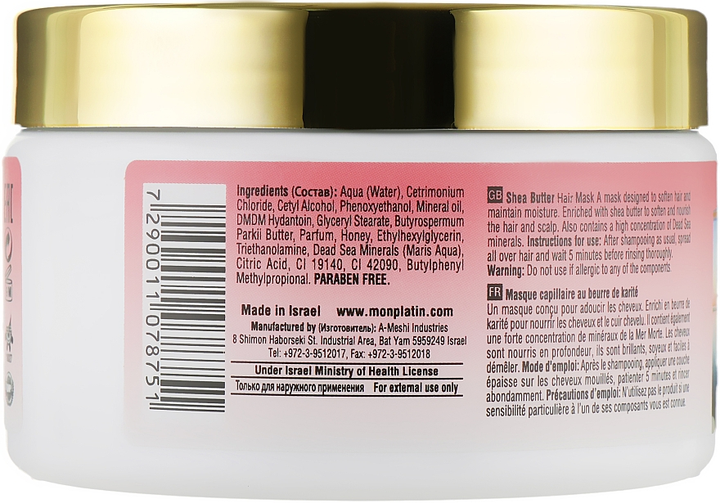 7290011078751
Ingredients (Состав): Aqua (Water), Cetrimonium
Chloride, Cetyl Alcohol, Phenoxyethanol, Mineral oil,
DMDM Hydantoin, Glyceryl Stearate, Butyrospermum
Parkii Butter, Parfum, Honey, Ethylhexylglycerin,
Triethanolamine, Dead Sea Minerals (Maris Aqua),
Citric Acid, CI 19140, CI 42090, Butylphenyl
Methylpropional. PARABEN FREE.
Made in Israel www.monplatin.com
Manufactured by (Изготовитель): A-Meshi Industries
8 Shimon Haborseki St. Industrial Area, Bat Yam 5959249 Israel
Tel: +972-3-9512017, Fax: +972-3-9512018
Under Israel Ministry of Health License
Только для наружного применения For external use only
GB Shea Butter Hair Mask A mask designed to soften hair and
maintain moisture. Enriched with shea butter to soften and nourish
the hair and scalp. Also contains a high concentration of Dead Sea
minerals. Instructions for use: After shampooing as usual, spread
all over hair and wait 5 minutes before rinsing thoroughly.
Warning: Do not use if allergic to any of the components.
FR Masque capillaire au beurre de karité
Un masque conçu pour adoucir les cheveux. Enrichi en beurre de
karité pour nourrir les cheveux et le cuir chevelu. Il contient également
une forte concentration de minéraux de la Mer Morte. Les cheveux
sont nourris en profondeur, ils sont brillants, soyeux et faciles à
démêler. Mode d'emploi: Après le shampooing, appliquer une couche
épaisse sur les cheveux mouillés, patienter 5 minutes et rincer
abondamment. Précautions d'emploi: N'utilisez pas le produit si une
sensibilité particulière à l'un de ses composants vous est connue.